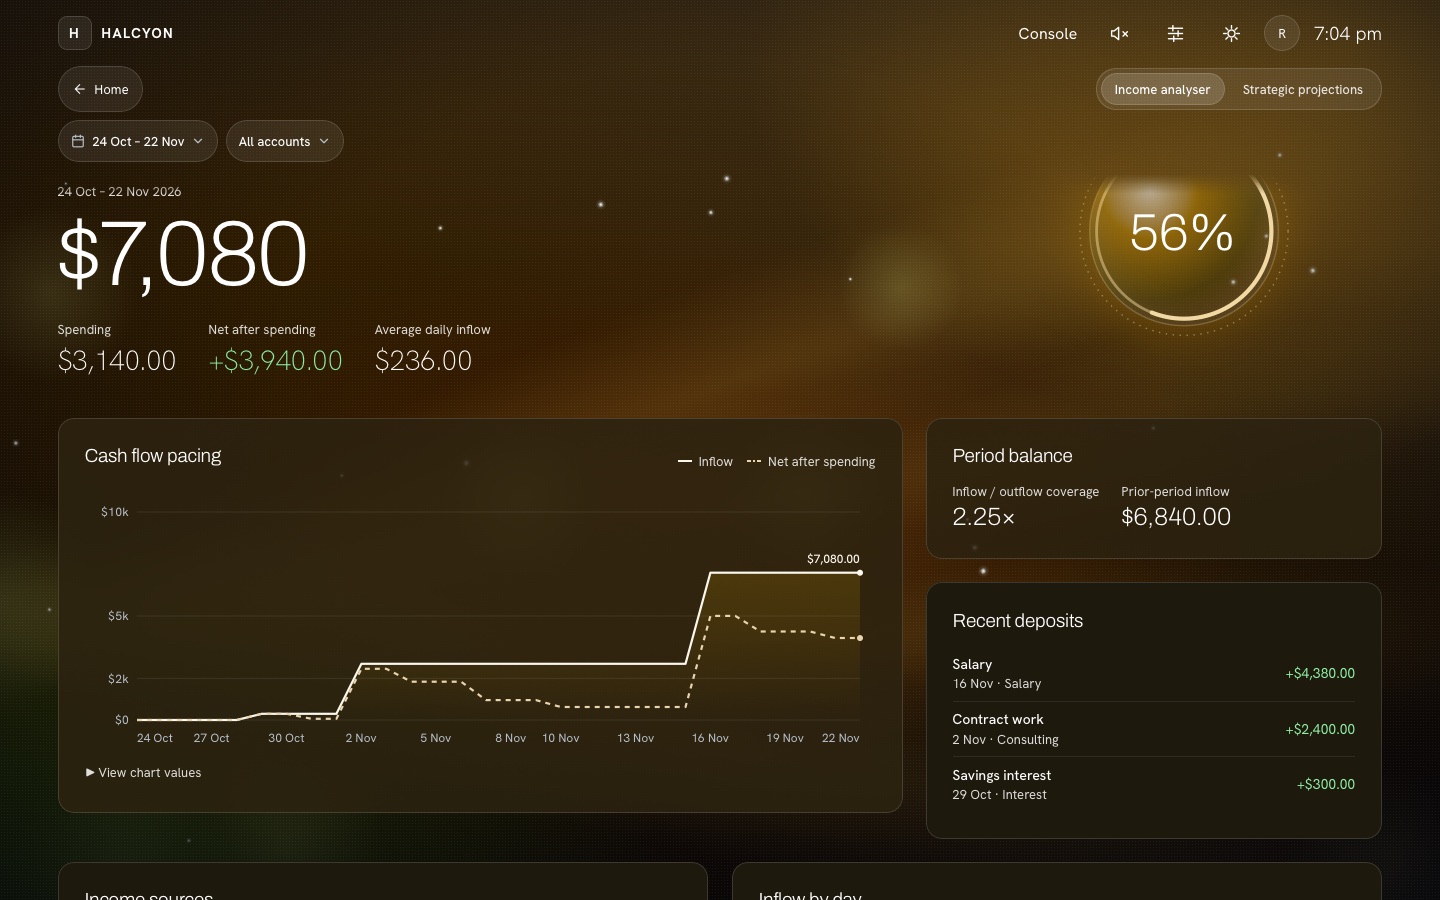 H HALCYON
Console
R
7:04 pm
Home
Income analyser
Strategic projections
24 Oct – 22 Nov
All accounts
24 Oct – 22 Nov 2026
$7,080
56%
Spending
$3,140.00
Net after spending
+$3,940.00
Average daily inflow
$236.00
Cash flow pacing
Inflow
Net after spending
$10k
$5k
$2k
$0
$7,080.00
24 Oct 27 Oct 30 Oct 2 Nov 5 Nov 8 Nov 10 Nov 13 Nov 16 Nov 19 Nov 22 Nov
View chart values
Period balance
Inflow / outflow coverage
2.25×
Prior-period inflow
$6,840.00
Recent deposits
Salary
16 Nov · Salary
+$4,380.00
Contract work
2 Nov · Consulting
+$2,400.00
Savings interest
29 Oct · Interest
+$300.00
Income sources
Inflow by day